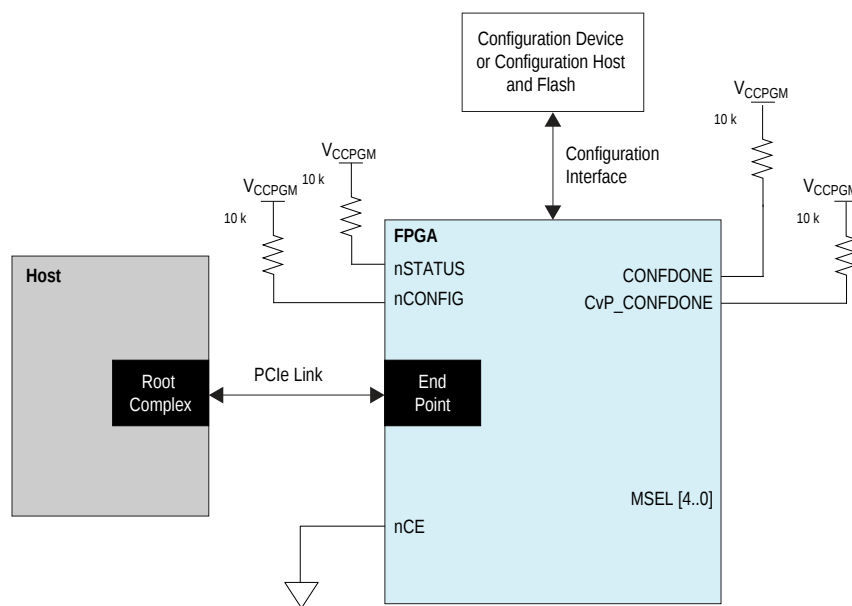 Configuration Device
or Configuration Host
and Flash
VCCPGM
10 k
VCCPGM
10 k
VCCPGM
10 k
VCCPGM
10 k
Configuration
Interface
FPGA
nSTATUS
nCONFIG
CONFDONE
CvP_CONFDONE
Host
Root
Complex
PCIe Link
End
Point
MSEL [4..0]
nCE